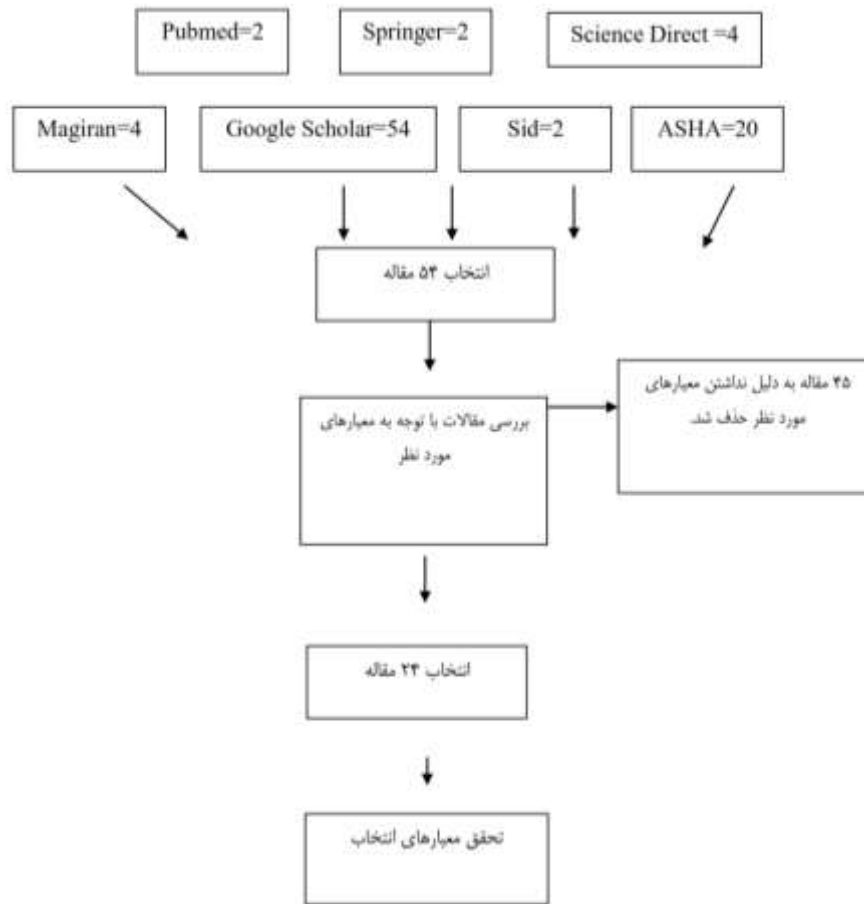 Pubmed=2
Springer=2
Science Direct =4
Magiran=4
Google Scholar=54
Sid=2
ASHA=20
انتخاب ۵۴ مقاله
۴۵ مقاله به دلیل نداشتن معیارهای
مورد نظر حذف شد.
بررسی مقالات با توجه به معیارهای
مورد نظر
انتخاب ۲۴ مقاله
تحقق معیارهای انتخاب